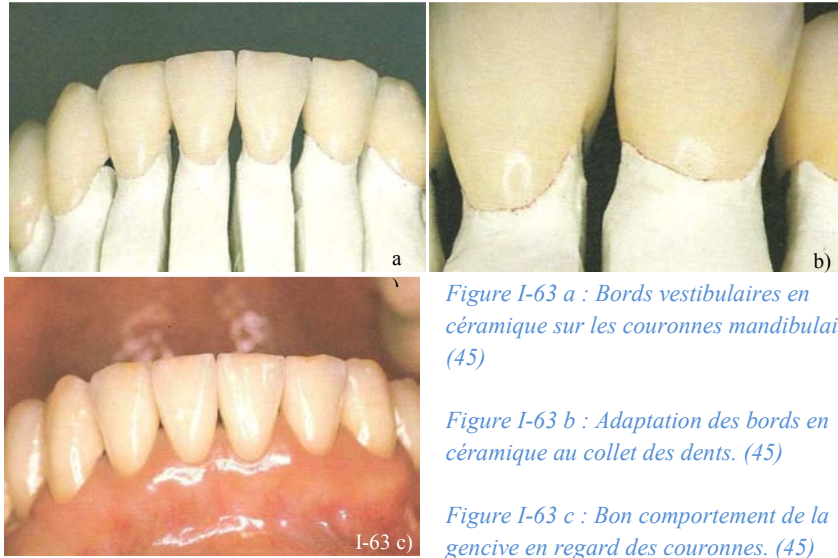 a
)
b)
I-63 c)
Figure I-63 a : Bords vestibulaires en
céramique sur les couronnes
(45)
Figure I-63 b : Adaptation des bords en
céramique au collet des dents. (45)
Figure I-63 c : Bon comportement de la
gencive en regard des couronnes. (45)